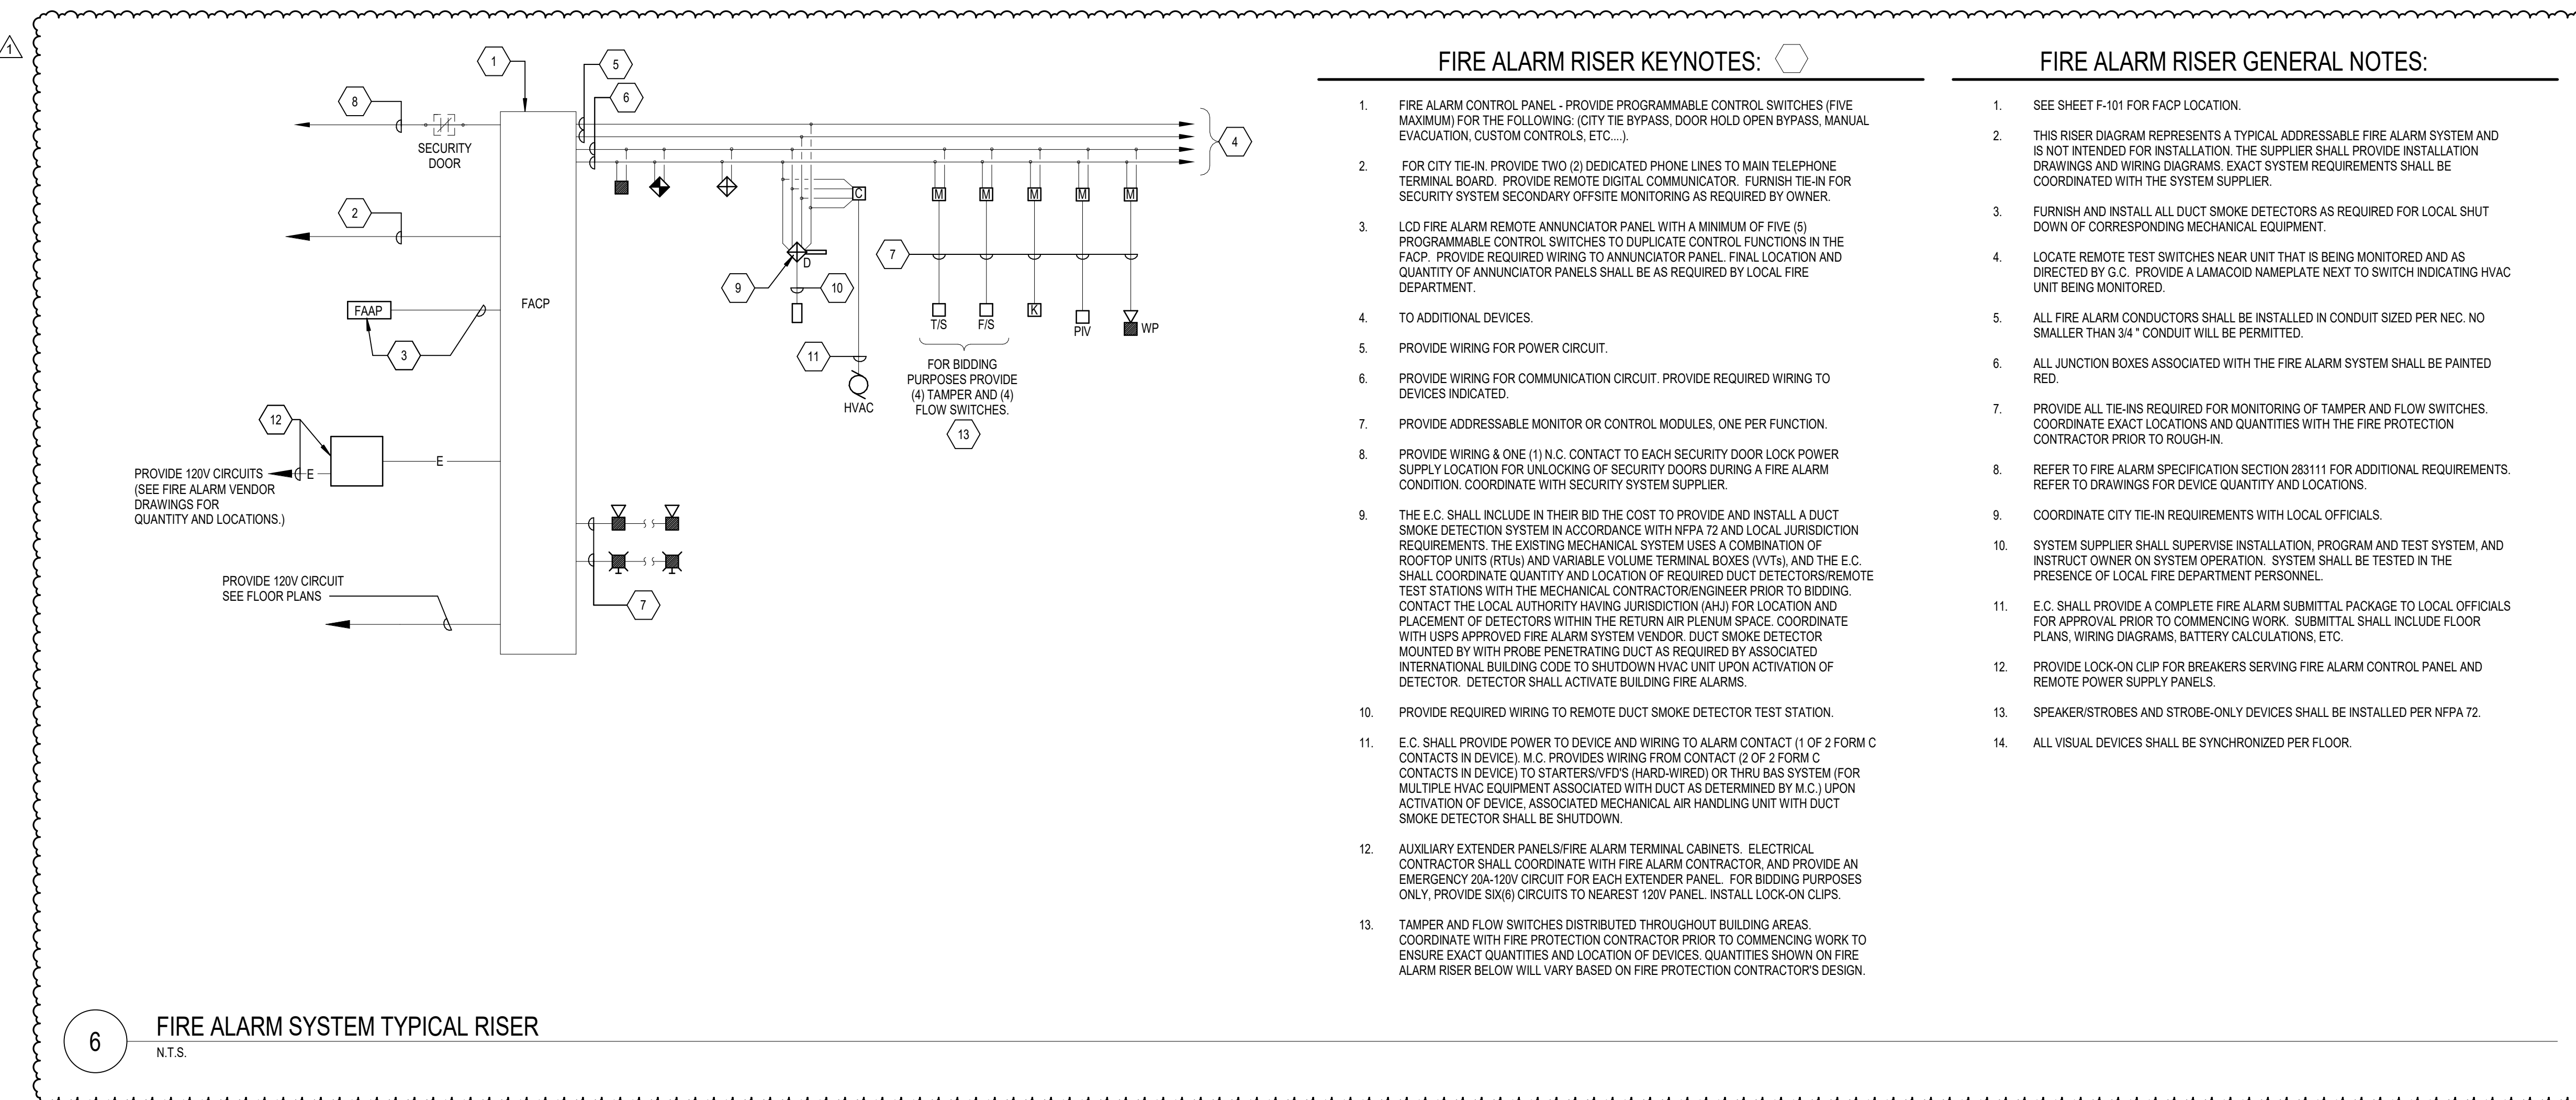 1
1
5
8
6
SECURITY
DOOR
4
C
M
M
M
M
M
2
7
D
9
10
FACP
FAAP
3
T/S
F/S
K
PIV
WP
11
HVAC
FOR BIDDING
PURPOSES PROVIDE
(4) TAMPER AND (4)
FLOW SWITCHES.
13
12
E
E
PROVIDE 120V CIRCUITS
(SEE FIRE ALARM VENDOR
DRAWINGS FOR
QUANTITY AND LOCATIONS.)
PROVIDE 120V CIRCUIT
SEE FLOOR PLANS
7
FIRE ALARM RISER KEYNOTES:
1. FIRE ALARM CONTROL PANEL - PROVIDE PROGRAMMABLE CONTROL SWITCHES (FIVE
MAXIMUM) FOR THE FOLLOWING: (CITY TIE BYPASS, DOOR HOLD OPEN BYPASS, MANUAL
EVACUATION, CUSTOM CONTROLS, ETC....).
2. FOR CITY TIE-IN. PROVIDE TWO (2) DEDICATED PHONE LINES TO MAIN TELEPHONE
TERMINAL BOARD. PROVIDE REMOTE DIGITAL COMMUNICATOR. FURNISH TIE-IN FOR
SECURITY SYSTEM SECONDARY OFFSITE MONITORING AS REQUIRED BY OWNER.
3. LCD FIRE ALARM REMOTE ANNUNCIATOR PANEL WITH A MINIMUM OF FIVE (5)
PROGRAMMABLE CONTROL SWITCHES TO DUPLICATE CONTROL FUNCTIONS IN THE
FACP. PROVIDE REQUIRED WIRING TO ANNUNCIATOR PANEL. FINAL LOCATION AND
QUANTITY OF ANNUNCIATOR PANELS SHALL BE AS REQUIRED BY LOCAL FIRE
DEPARTMENT.
4. TO ADDITIONAL DEVICES.
5. PROVIDE WIRING FOR POWER CIRCUIT.
6. PROVIDE WIRING FOR COMMUNICATION CIRCUIT. PROVIDE REQUIRED WIRING TO
DEVICES INDICATED.
7. PROVIDE ADDRESSABLE MONITOR OR CONTROL MODULES, ONE PER FUNCTION.
8. PROVIDE WIRING & ONE (1) N.C. CONTACT TO EACH SECURITY DOOR LOCK POWER
SUPPLY LOCATION FOR UNLOCKING OF SECURITY DOORS DURING A FIRE ALARM
CONDITION. COORDINATE WITH SECURITY SYSTEM SUPPLIER.
9. THE E.C. SHALL INCLUDE IN THEIR BID THE COST TO PROVIDE AND INSTALL A DUCT
SMOKE DETECTION SYSTEM IN ACCORDANCE WITH NFPA 72 AND LOCAL JURISDICTION
REQUIREMENTS. THE EXISTING MECHANICAL SYSTEM USES A COMBINATION OF
ROOFTOP UNITS (RTUs) AND VARIABLE VOLUME TERMINAL BOXES (VVTs), AND THE E.C.
SHALL COORDINATE QUANTITY AND LOCATION OF REQUIRED DUCT DETECTORS/REMOTE
TEST STATIONS WITH THE MECHANICAL CONTRACTOR/ENGINEER PRIOR TO BIDDING.
CONTACT THE LOCAL AUTHORITY HAVING JURISDICTION (AHJ) FOR LOCATION AND
PLACEMENT OF DETECTORS WITHIN THE RETURN AIR PLENUM SPACE. COORDINATE
WITH USPS APPROVED FIRE ALARM SYSTEM VENDOR. DUCT SMOKE DETECTOR
MOUNTED BY WITH PROBE PENETRATING DUCT AS REQUIRED BY ASSOCIATED
INTERNATIONAL BUILDING CODE TO SHUTDOWN HVAC UNIT UPON ACTIVATION OF
DETECTOR. DETECTOR SHALL ACTIVATE BUILDING FIRE ALARMS.
10. PROVIDE REQUIRED WIRING TO REMOTE DUCT SMOKE DETECTOR TEST STATION.
11. E.C. SHALL PROVIDE POWER TO DEVICE AND WIRING TO ALARM CONTACT (1 OF 2 FORM C
CONTACTS IN DEVICE). M.C. PROVIDES WIRING FROM CONTACT (2 OF 2 FORM C
CONTACTS IN DEVICE) TO STARTERS/VFD'S (HARD-WIRED) OR THRU BAS SYSTEM (FOR
MULTIPLE HVAC EQUIPMENT ASSOCIATED WITH DUCT AS DETERMINED BY M.C.) UPON
ACTIVATION OF DEVICE, ASSOCIATED MECHANICAL AIR HANDLING UNIT WITH DUCT
SMOKE DETECTOR SHALL BE SHUTDOWN.
12. AUXILIARY EXTENDER PANELS/FIRE ALARM TERMINAL CABINETS. ELECTRICAL
CONTRACTOR SHALL COORDINATE WITH FIRE ALARM CONTRACTOR, AND PROVIDE AN
EMERGENCY 20A-120V CIRCUIT FOR EACH EXTENDER PANEL. FOR BIDDING PURPOSES
ONLY, PROVIDE SIX(6) CIRCUITS TO NEAREST 120V PANEL. INSTALL LOCK-ON CLIPS.
13. TAMPER AND FLOW SWITCHES DISTRIBUTED THROUGHOUT BUILDING AREAS.
COORDINATE WITH FIRE PROTECTION CONTRACTOR PRIOR TO COMMENCING WORK TO
ENSURE EXACT QUANTITIES AND LOCATION OF DEVICES. QUANTITIES SHOWN ON FIRE
ALARM RISER BELOW WILL VARY BASED ON FIRE PROTECTION CONTRACTOR'S DESIGN.
FIRE ALARM RISER GENERAL NOTES:
1. SEE SHEET F-101 FOR FACP LOCATION.
2. THIS RISER DIAGRAM REPRESENTS A TYPICAL ADDRESSABLE FIRE ALARM SYSTEM AND
IS NOT INTENDED FOR INSTALLATION. THE SUPPLIER SHALL PROVIDE INSTALLATION
DRAWINGS AND WIRING DIAGRAMS. EXACT SYSTEM REQUIREMENTS SHALL BE
COORDINATED WITH THE SYSTEM SUPPLIER.
3. FURNISH AND INSTALL ALL DUCT SMOKE DETECTORS AS REQUIRED FOR LOCAL SHUT
DOWN OF CORRESPONDING MECHANICAL EQUIPMENT.
4. LOCATE REMOTE TEST SWITCHES NEAR UNIT THAT IS BEING MONITORED AND AS
DIRECTED BY G.C. PROVIDE A LAMACOID NAMEPLATE NEXT TO SWITCH INDICATING HVAC
UNIT BEING MONITORED.
5. ALL FIRE ALARM CONDUCTORS SHALL BE INSTALLED IN CONDUIT SIZED PER NEC. NO
SMALLER THAN 3/4 " CONDUIT WILL BE PERMITTED.
6. ALL JUNCTION BOXES ASSOCIATED WITH THE FIRE ALARM SYSTEM SHALL BE PAINTED
RED.
7. PROVIDE ALL TIE-INS REQUIRED FOR MONITORING OF TAMPER AND FLOW SWITCHES.
COORDINATE EXACT LOCATIONS AND QUANTITIES WITH THE FIRE PROTECTION
CONTRACTOR PRIOR TO ROUGH-IN.
8. REFER TO FIRE ALARM SPECIFICATION SECTION 283111 FOR ADDITIONAL REQUIREMENTS.
REFER TO DRAWINGS FOR DEVICE QUANTITY AND LOCATIONS.
9. COORDINATE CITY TIE-IN REQUIREMENTS WITH LOCAL OFFICIALS.
10. SYSTEM SUPPLIER SHALL SUPERVISE INSTALLATION, PROGRAM AND TEST SYSTEM, AND
INSTRUCT OWNER ON SYSTEM OPERATION. SYSTEM SHALL BE TESTED IN THE
PRESENCE OF LOCAL FIRE DEPARTMENT PERSONNEL.
11. E.C. SHALL PROVIDE A COMPLETE FIRE ALARM SUBMITTAL PACKAGE TO LOCAL OFFICIALS
FOR APPROVAL PRIOR TO COMMENCING WORK. SUBMITTAL SHALL INCLUDE FLOOR
PLANS, WIRING DIAGRAMS, BATTERY CALCULATIONS, ETC.
12. PROVIDE LOCK-ON CLIP FOR BREAKERS SERVING FIRE ALARM CONTROL PANEL AND
REMOTE POWER SUPPLY PANELS.
13. SPEAKER/STROBES AND STROBE-ONLY DEVICES SHALL BE INSTALLED PER NFPA 72.
14. ALL VISUAL DEVICES SHALL BE SYNCHRONIZED PER FLOOR.
6
FIRE ALARM SYSTEM TYPICAL RISER
N.T.S.